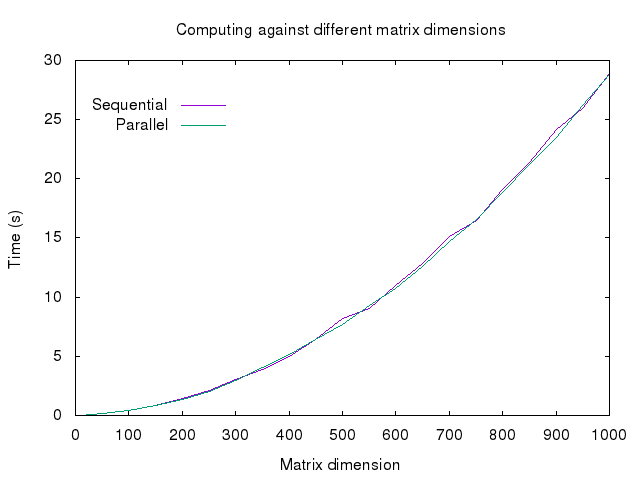 Computing against different matrix dimensions
30
25
20
15
10
5
0
Time (s)
Sequential
Parallel
0 100 200 300 400 500 600 700 800 900 1000
Matrix dimension